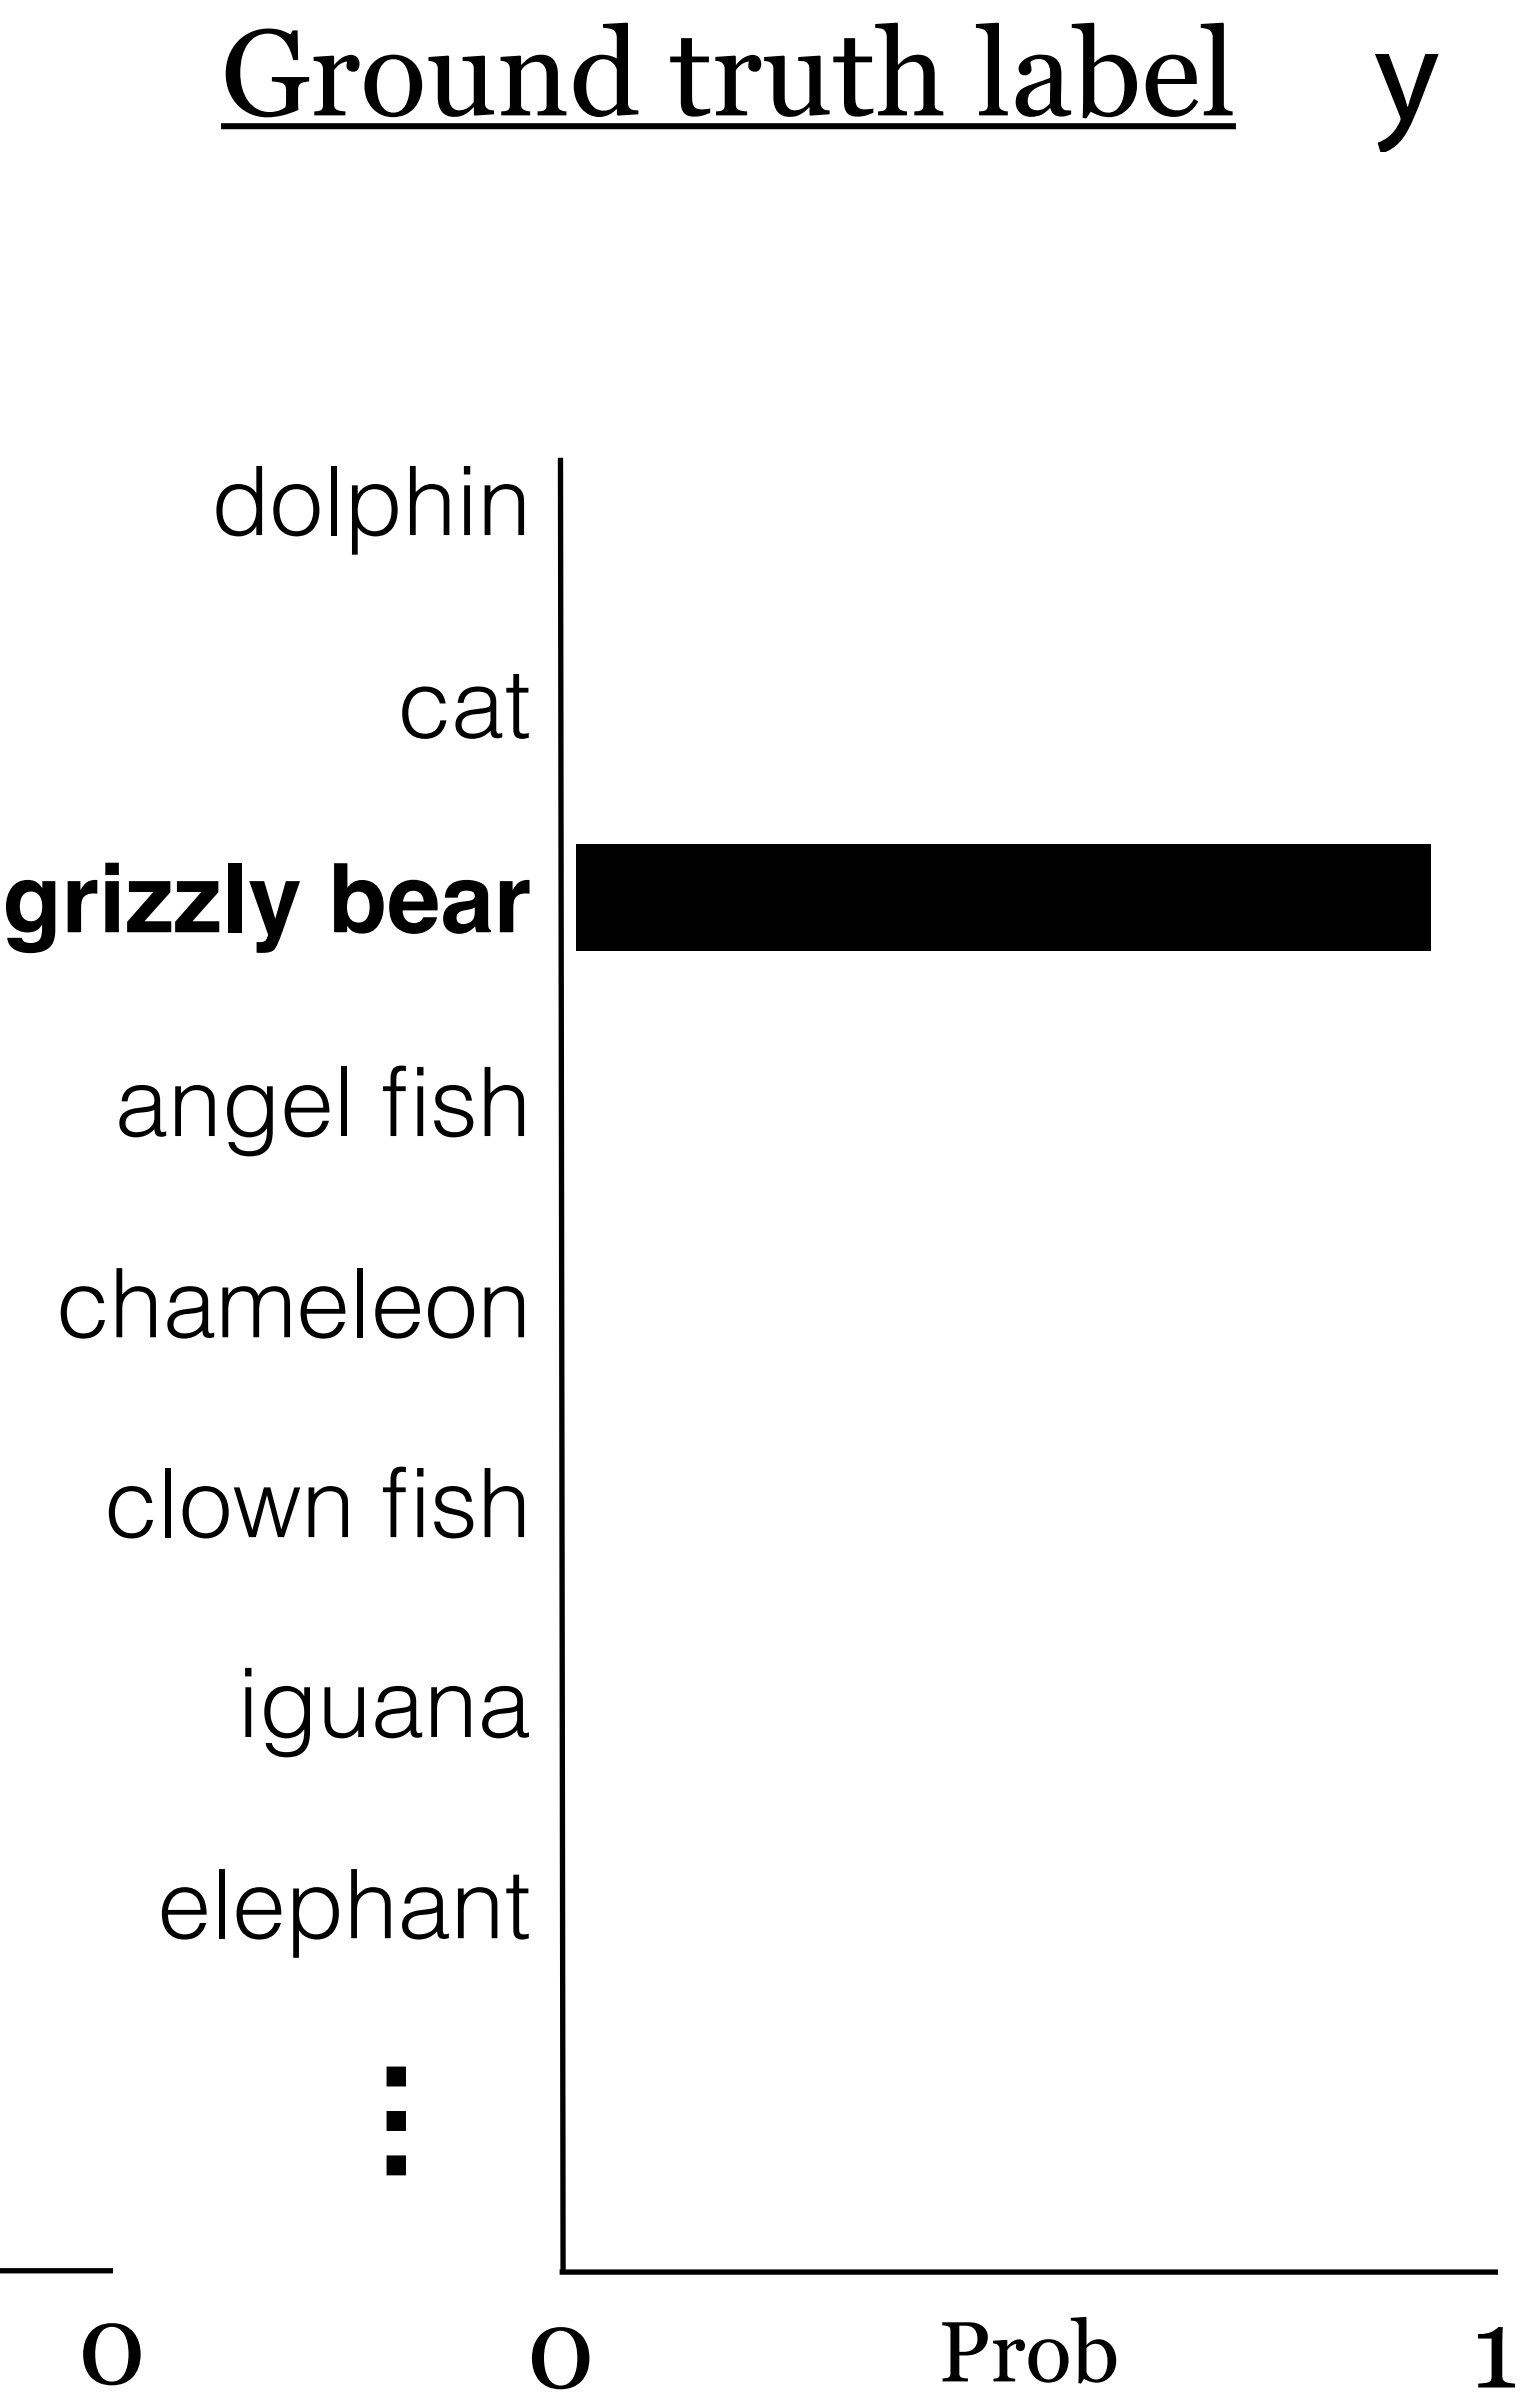 Ground truth label y
dolphin
cat
grizzly bear
angel fish
chameleon
clown fish
iguana
elephant
⋮
0 0 Prob 1